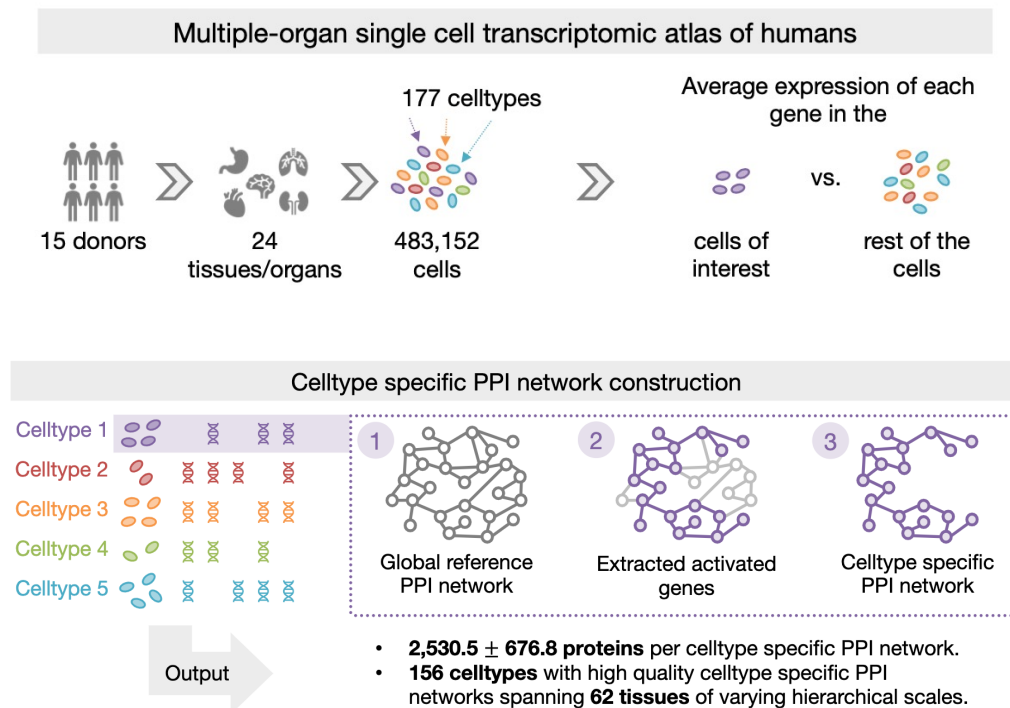 Multiple-organ single cell transcriptomic atlas of humans
177 celltypes
Average expression of each
gene in the
vs.
15 donors
24
tissues/organs
483,152
cells
cells of
interest
rest of the
cells
Celltype specific PPI network construction
Celltype 1
Celltype 2
Celltype 3
Celltype 4
Celltype 5
1
Global reference
PPI network
2
Extracted activated
genes
3
Celltype specific
PPI network
Output
• 2,530.5 ± 676.8 proteins per celltype specific PPI network.
• 156 celltypes with high quality celltype specific PPI
networks spanning 62 tissues of varying hierarchical scales.